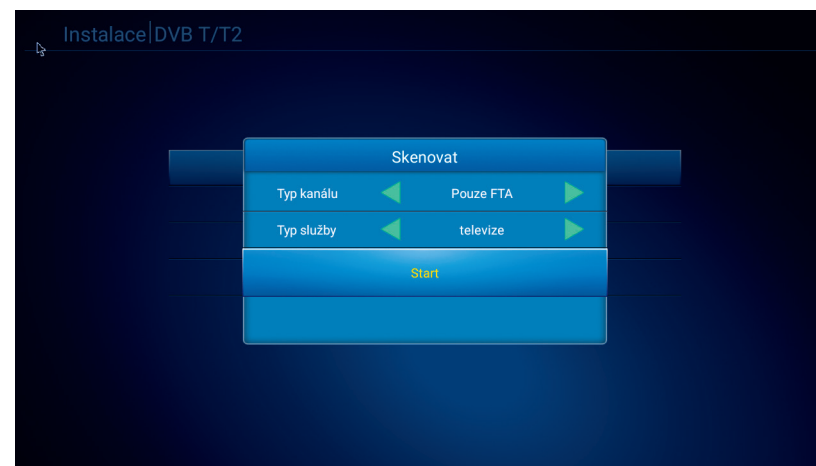 Instalace|DVB T/T2
Skenovat
Typ kanálu Pouze FTA
Typ služby televize
Start